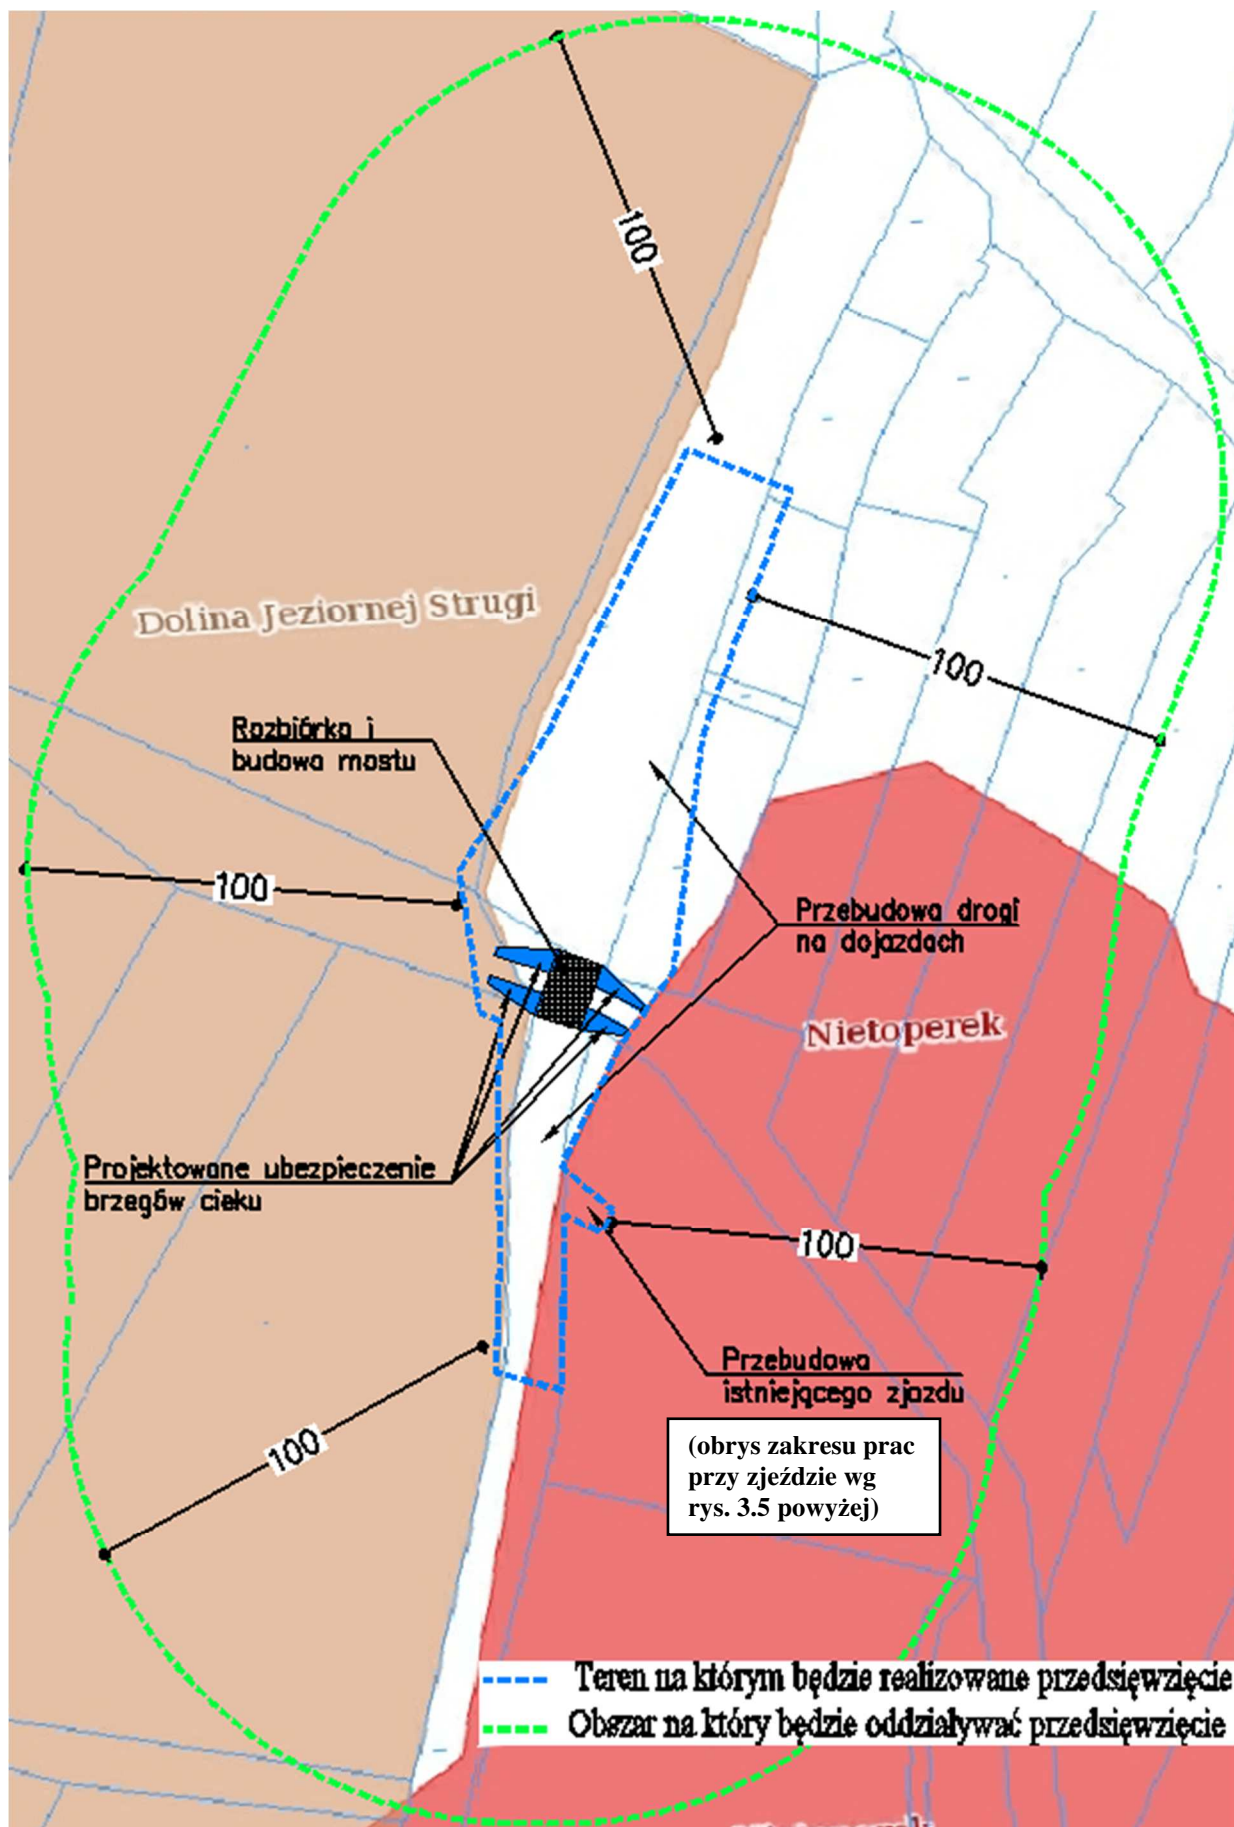 100
Dolina Jeziornej Strugi
100
Rozbiórka i
budowa mostu
100
Przebudowa drogi
na dojazdach
Nietoperek
Projektowane ubezpieczenie
brzegów cieku
100
Przebudowa
istniejącego zjazdu
100
(obrys zakresu prac
przy zjeździe wg
rys. 3.5 powyżej)
Teren na którym będzie realizowane przedsięwzięcie
Obszar na który będzie oddziaływać przedsięwzięcie